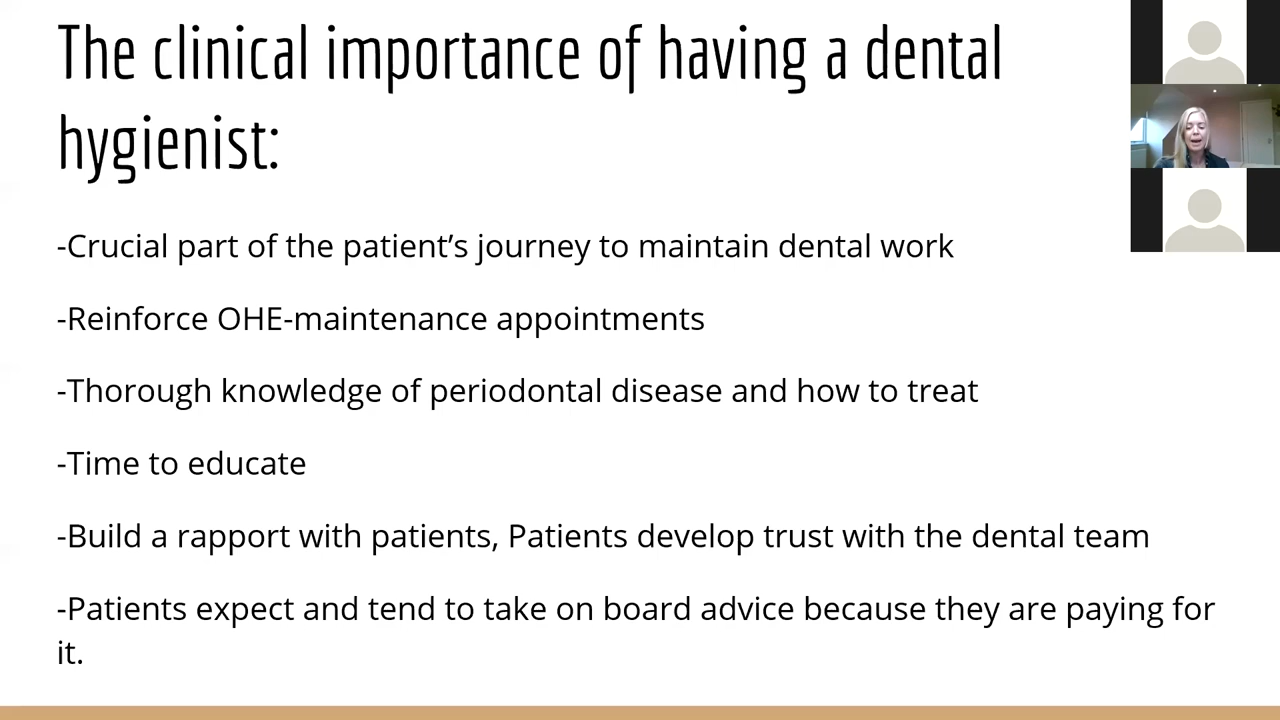 The clinical importance of having a dental
hygienist:
-Crucial part of the patient’s journey to maintain dental work
-Reinforce OHE-maintenance appointments
-Thorough knowledge of periodontal disease and how to treat
-Time to educate
-Build a rapport with patients, Patients develop trust with the dental team
-Patients expect and tend to take on board advice because they are paying for
it.